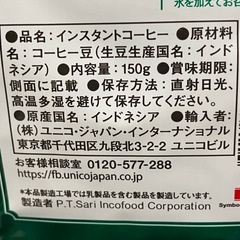 氷を加えてお召
●品名：インスタントコーヒー●原材料
名：コーヒー豆（生豆生産国名：インド
ネシア）●内容量：150g●賞味期限：
側面に記載●保存方法：直射日光、
高温多湿を避けて保存してください。
●原産国名：インドネシア●輸入者：
（株）ユニコ・ジャパン・インターナショナル
東京都千代田区九段北3-2-2 ユニコビル
お客様相談室 0120-577-288
https://fb.unicojapan.co.jp/
*本品製造工場では乳製品を含む製品を製造しています。
製造者 P.T.Sari Incofood Corporation
Symbo